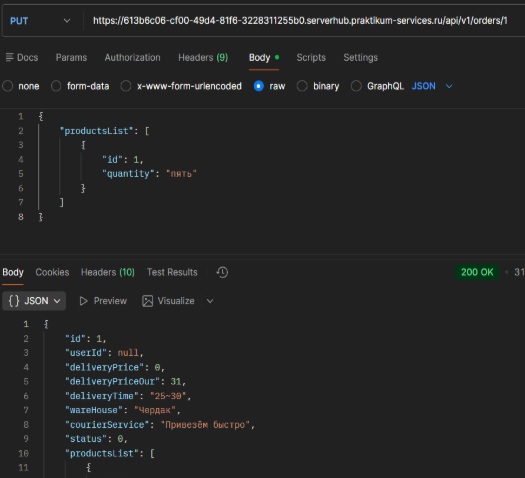 PUT https://613b6c06-cf00-49d4-81f6-3228311255b0.serverhub.praktikum-services.ru/api/v1/orders/1
Docs Params Authorization Headers (9) Body Scripts Settings
none form-data x-www-form-urlencoded raw binary GraphQL JSON
1 {
2 "productsList": [
3 {
4 "id": 1,
5 "quantity": "пять"
6 }
7 ]
8 }
Body Cookies Headers (10) Test Results 200 OK 31
{} JSON Preview Visualize
1 {
2 "id": 1,
3 "userId": null,
4 "deliveryPrice": 0,
5 "deliveryPriceOur": 31,
6 "deliveryTime": "25-30",
7 "wareHouse": "Чердак",
8 "courierService": "Привезём быстро",
9 "status": 0,
10 "productsList": [
11 {